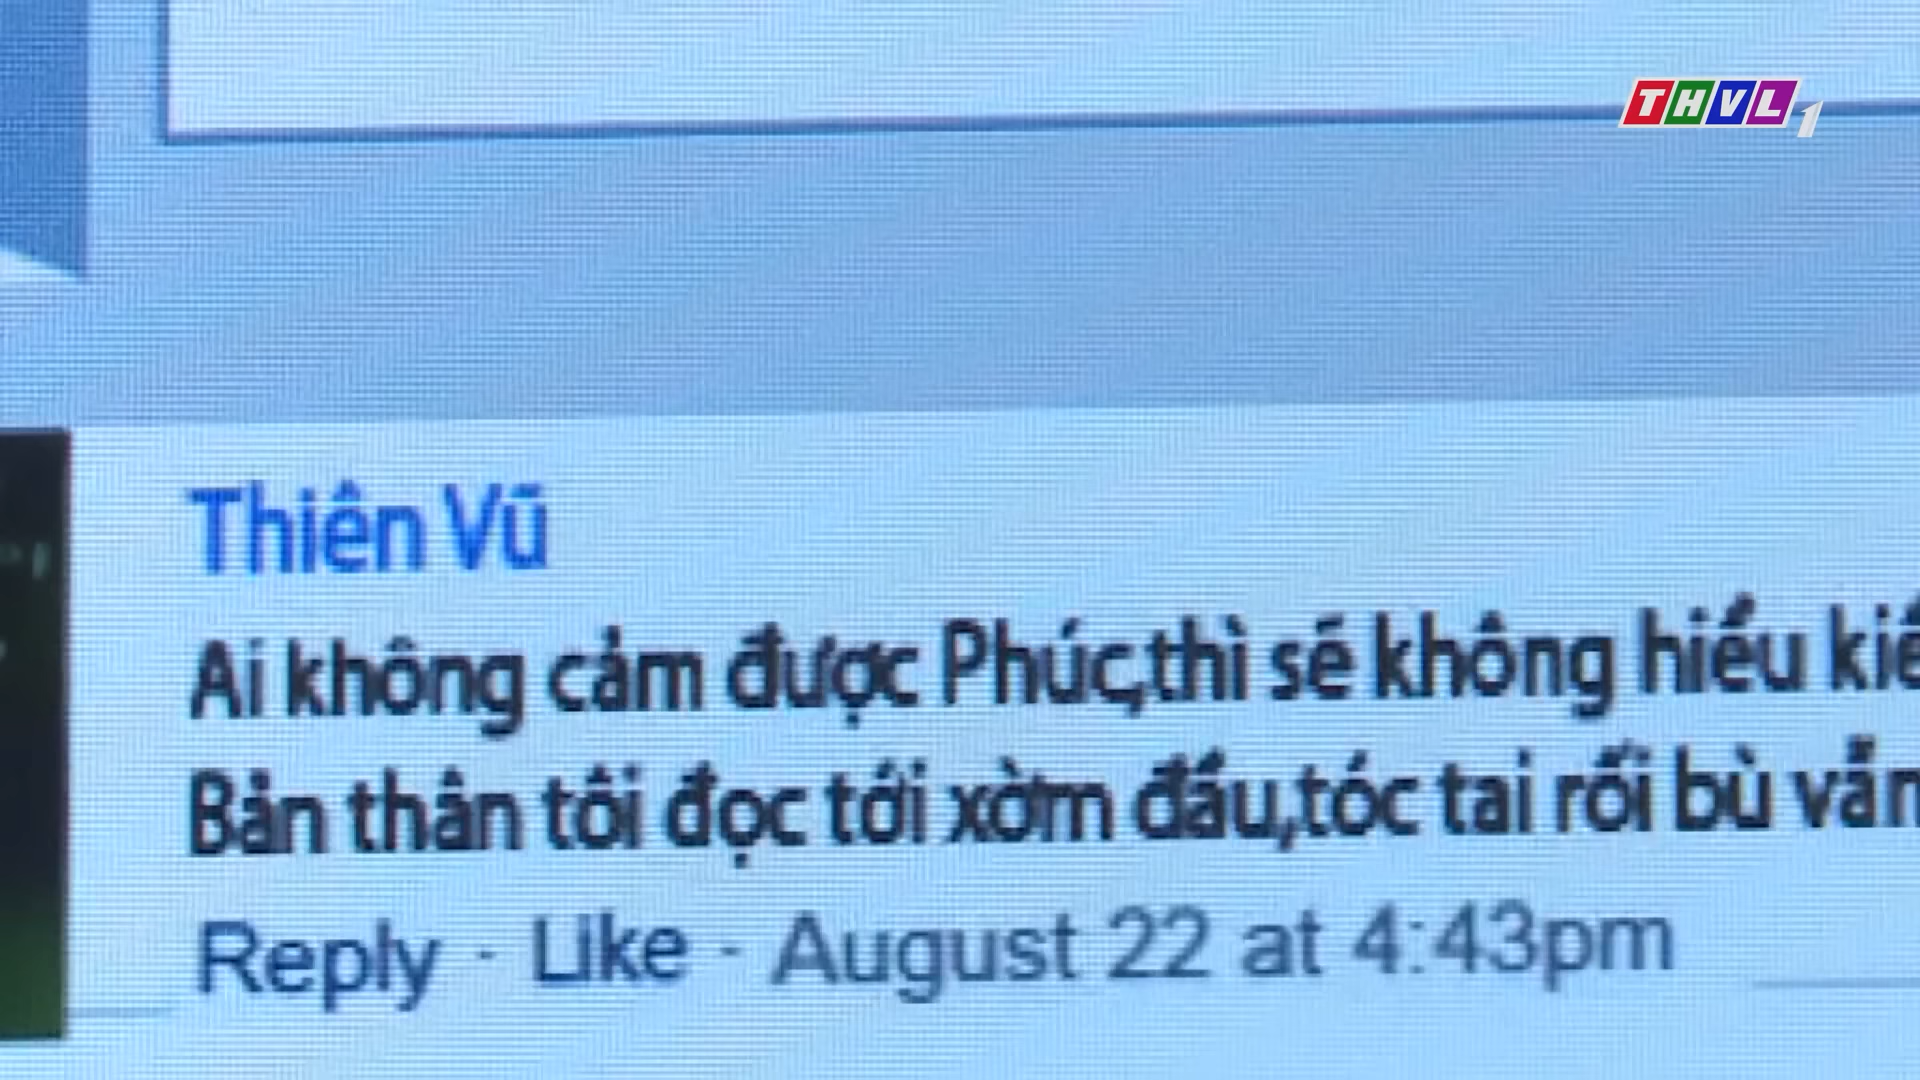 THVL1
Thiên Vũ
Ai không cảm được Phúc,thì sẽ không hiểu
Bản thân tôi đọc tới xờm đầu,tóc tai rối bù vẫn
Reply · Like · August 22 at 4:43pm